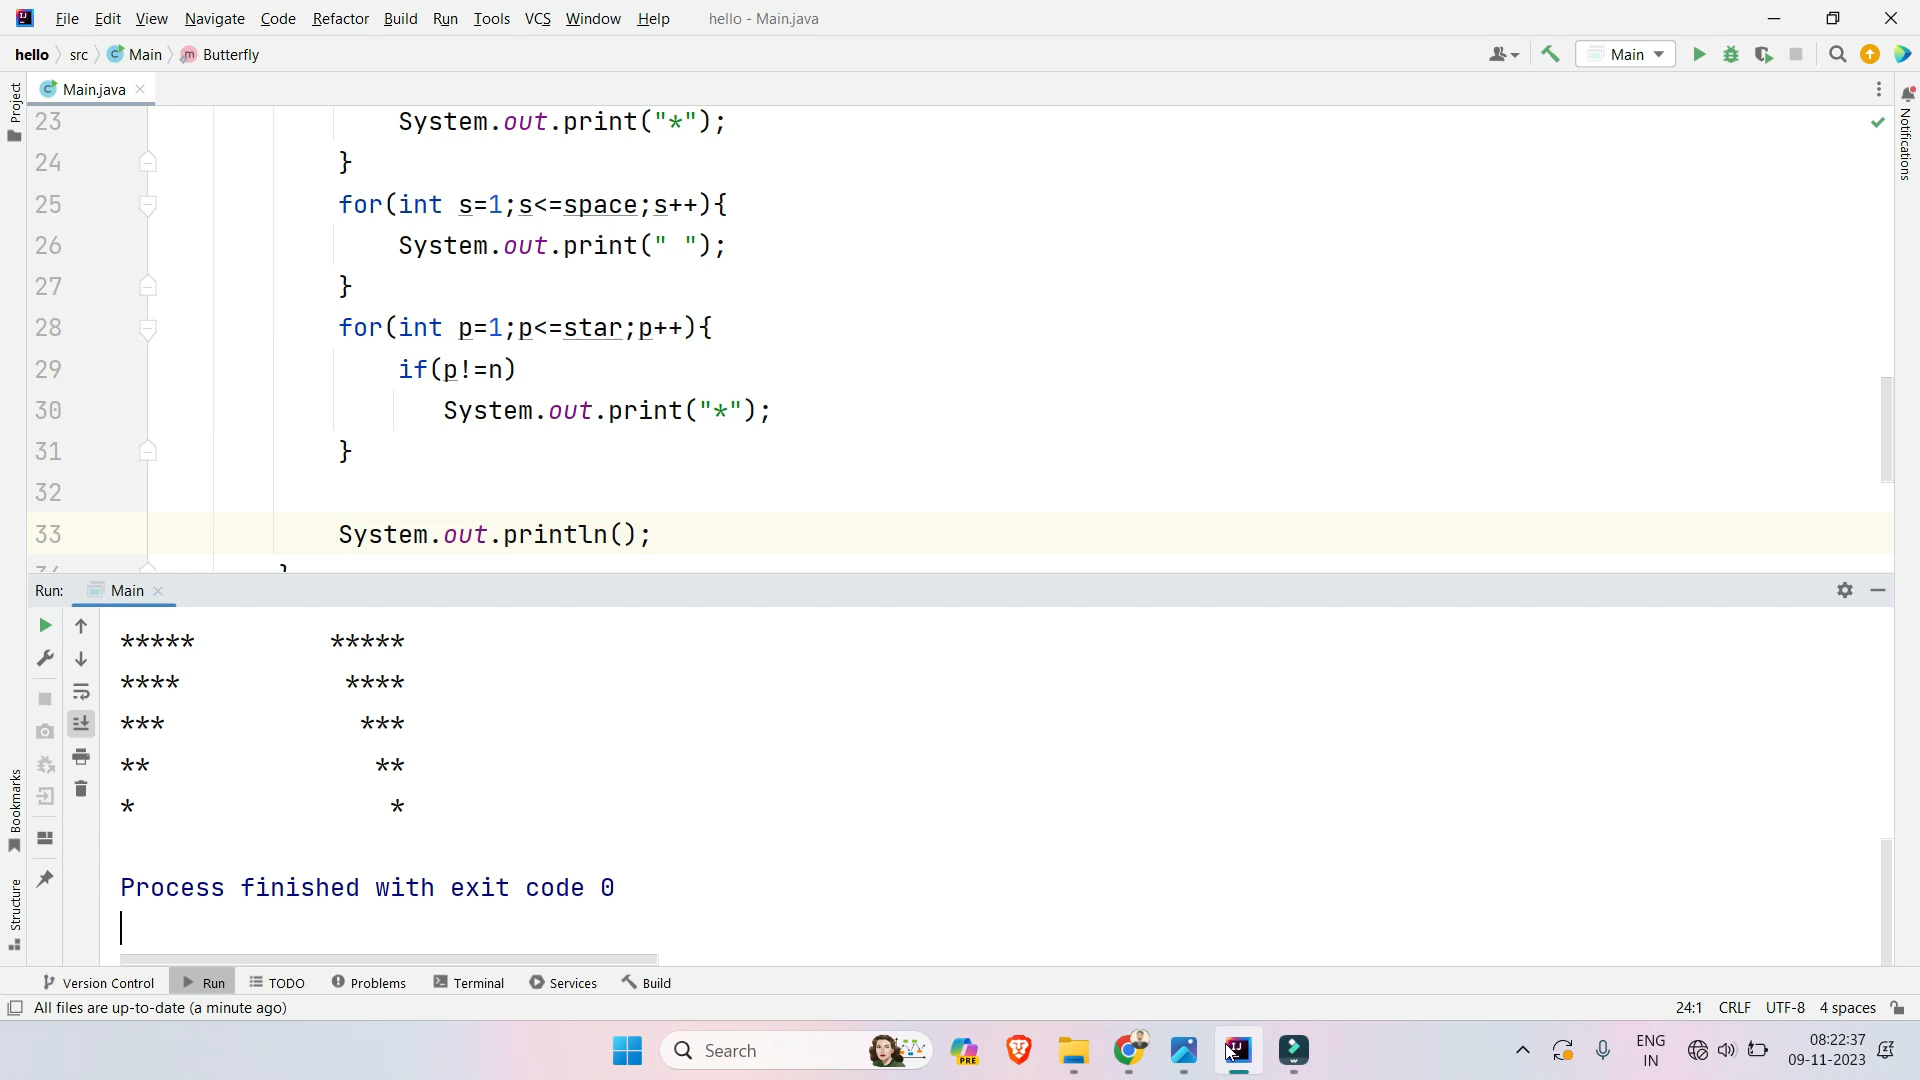 File Edit View Navigate Code Refactor Build Run Tools VCS Window Help hello - Main.java
hello src Main Butterfly Main
Project
Main.java
Notifications
23 System.out.print("*");
24 }
25 for(int s=1;s<=space;s++){
26 System.out.print(" ");
27 }
28 for(int p=1;p<=star;p++){
29 if(p!=n)
30 System.out.print("*");
31 }
32
33 System.out.println();
34 }
Run: Main
***** *****
**** ****
*** ***
** **
* *
Process finished with exit code 0
Bookmarks
Structure
Version Control Run TODO Problems Terminal Services Build
All files are up-to-date (a minute ago) 24:1 CRLF UTF-8 4 spaces
Search PRE ENG 08:22:37
IN 09-11-2023